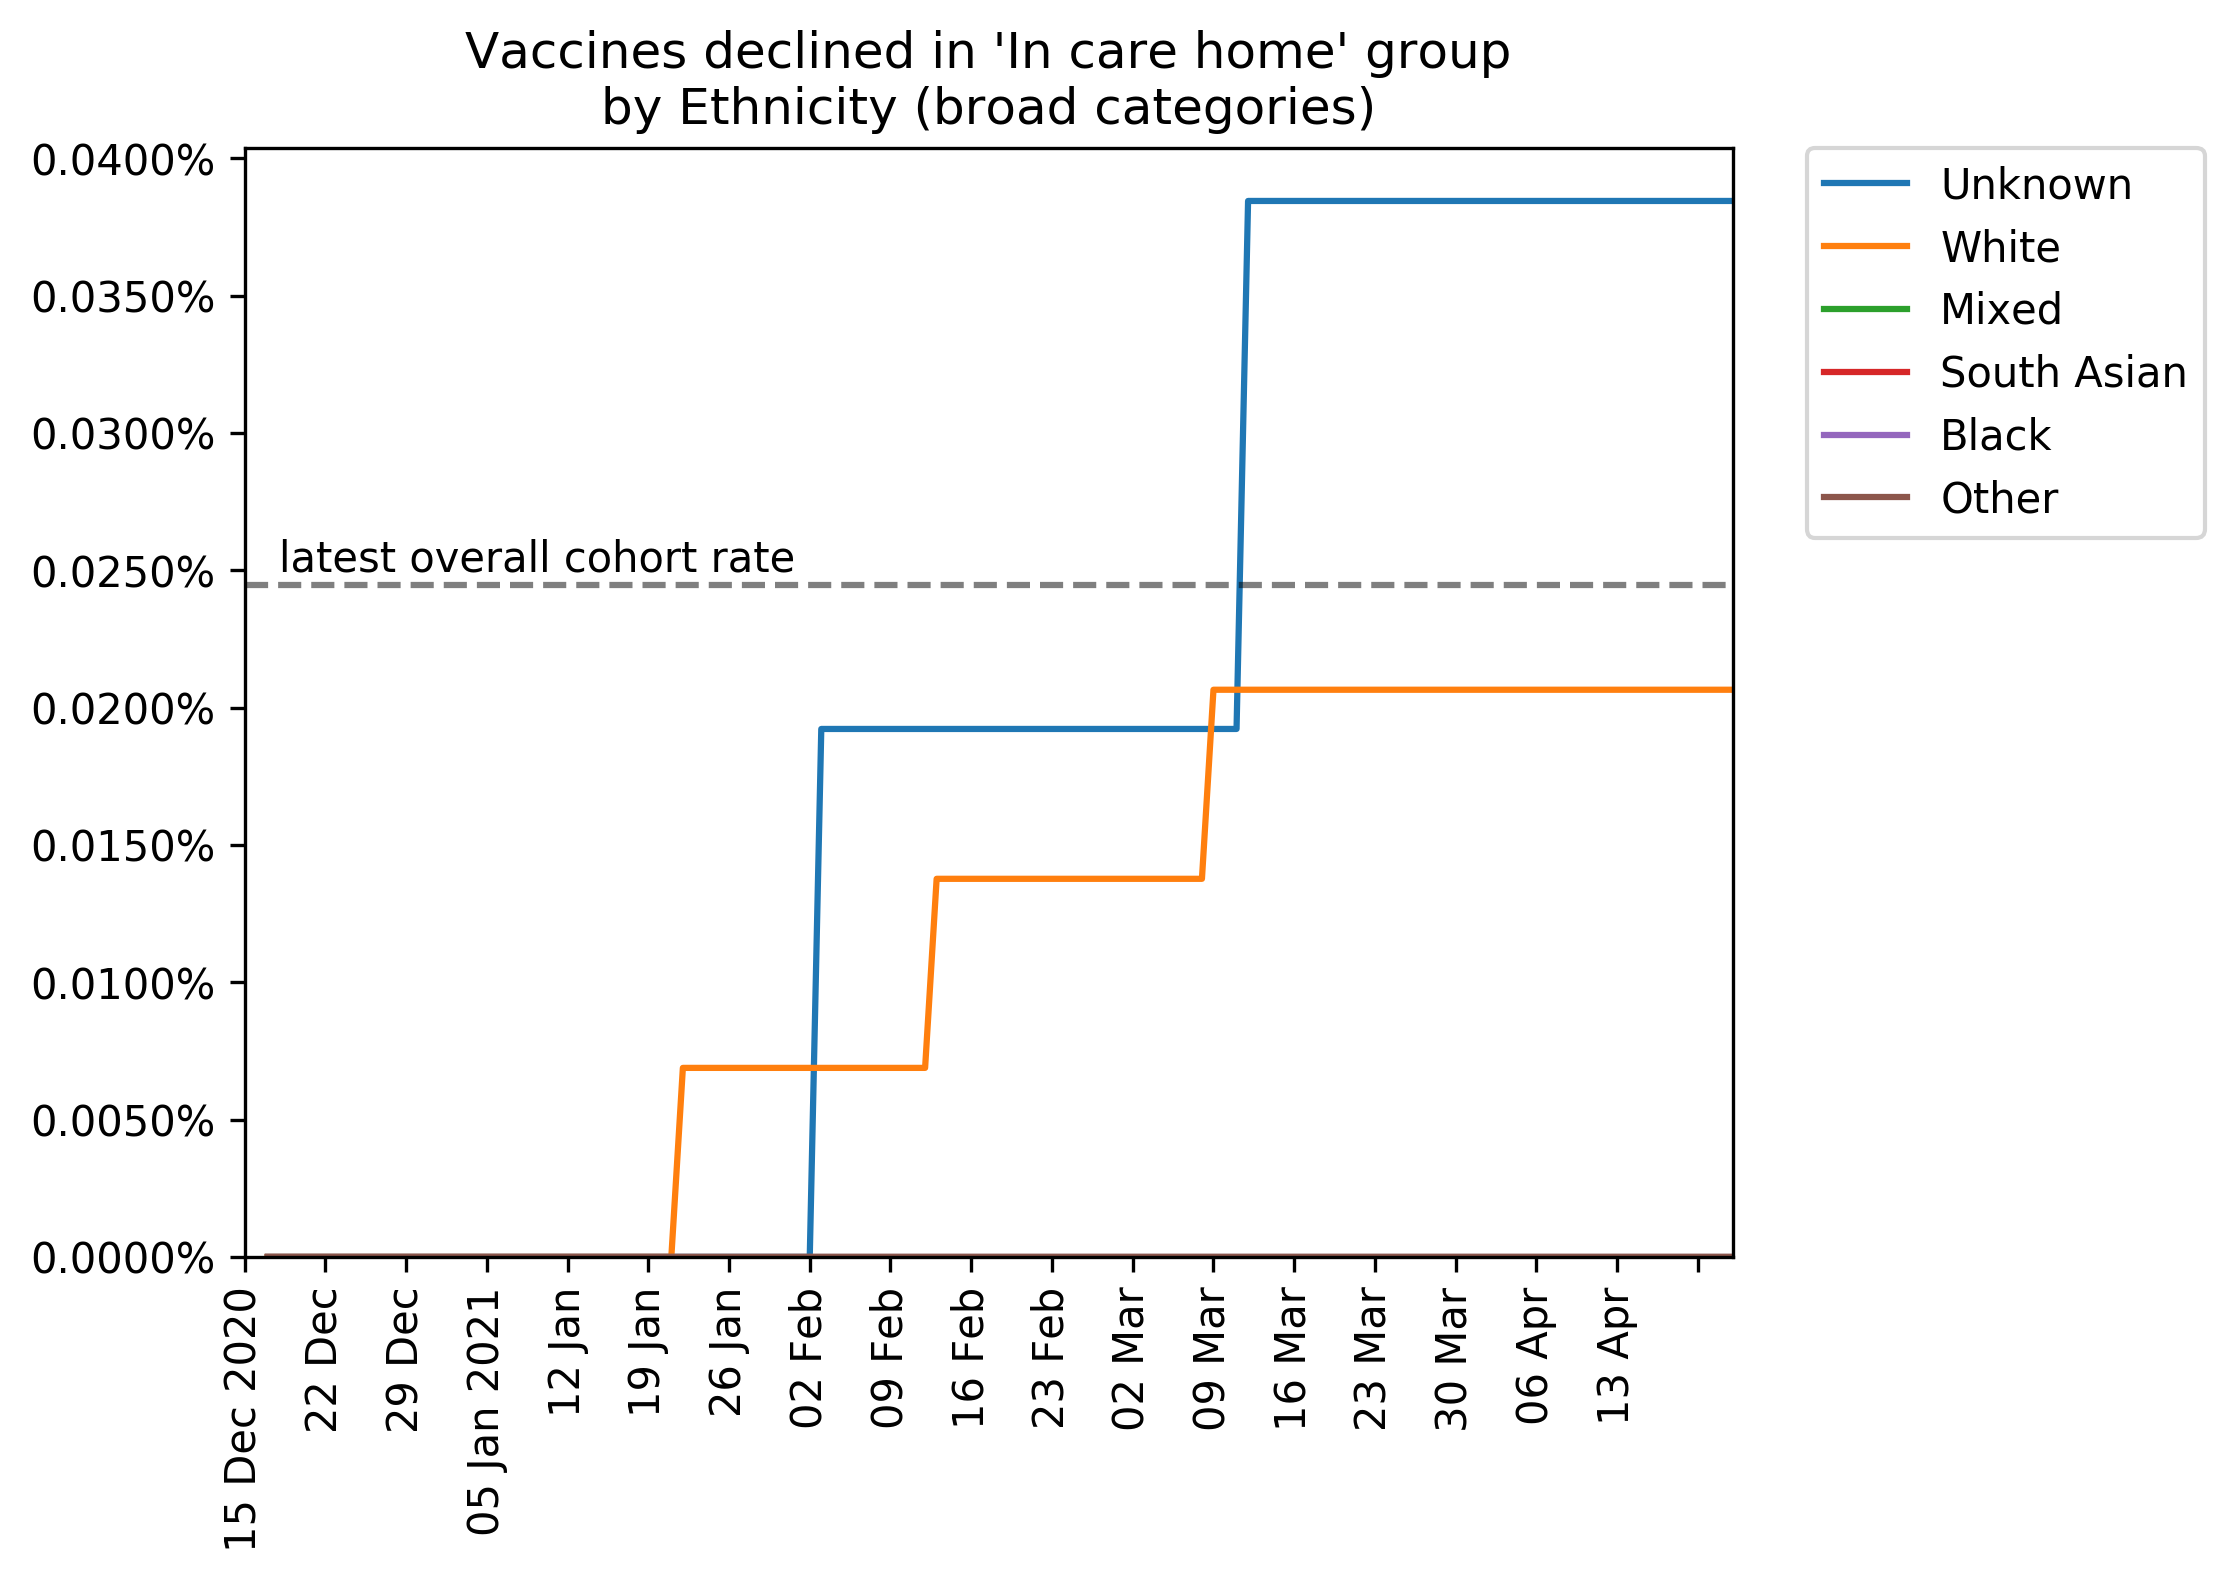 Vaccines declined in 'In care home' group
by Ethnicity (broad categories)
0.0400%
0.0350%
0.0300%
0.0250%
0.0200%
0.0150%
0.0100%
0.0050%
0.0000%
latest overall cohort rate
15 Dec 2020
22 Dec
29 Dec
05 Jan 2021
12 Jan
19 Jan
26 Jan
02 Feb
09 Feb
16 Feb
23 Feb
02 Mar
09 Mar
16 Mar
23 Mar
30 Mar
06 Apr
13 Apr
Unknown
White
Mixed
South Asian
Black
Other